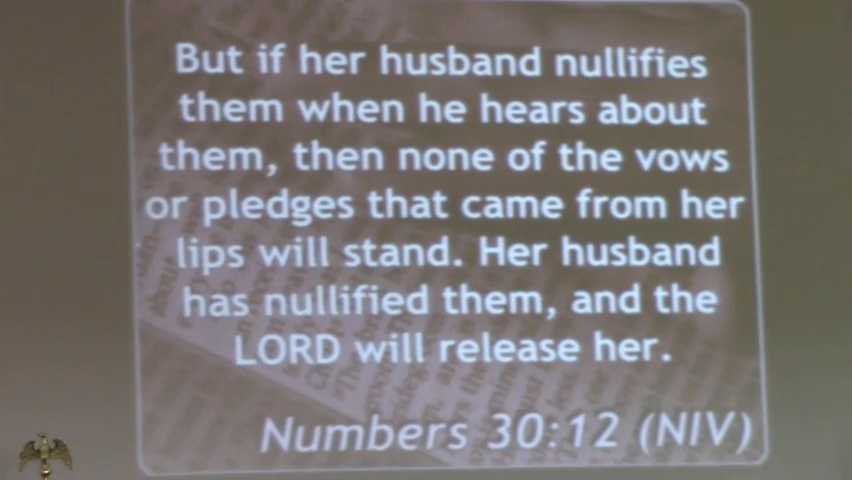 But if her husband nullifies
them when he hears about
them, then none of the vows
or pledges that came from her
lips will stand. Her husband
has nullified them, and the
LORD will release her.
Numbers 30:12 (NIV)